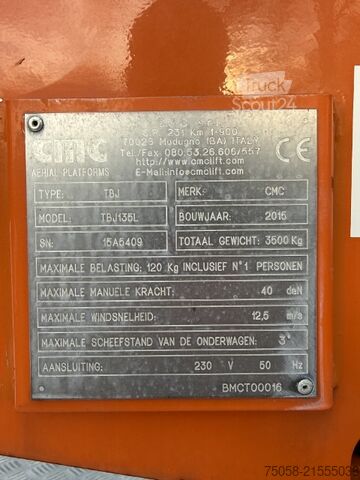 Truck
Scout24
S.P. 231 Km 1+900
70026 Modugno (BA) ITALY
Tel./Fax 080.53.26.606/557
http://www.cmclift.com
E-Mail:info@cmclift.com
CMC
AERIAL PLATFORMS
CE
TYPE: TBJ
MERK: CMC
MODEL: TBJ135L
BOUWJAAR: 2015
SN: 15A5409
TOTAAL GEWICHT: 3500 Kg
MAXIMALE BELASTING: 120 Kg INCLUSIEF N°1 PERSONEN
MAXIMALE MANUELE KRACHT: 40 daN
MAXIMALE WINDSNELHEID: 12,5 m/s
MAXIMALE SCHEEFSTAND VAN DE ONDERWAGEN: 3°
AANSLUITING: 230 V 50 Hz
BMCT00016
75058-21555038